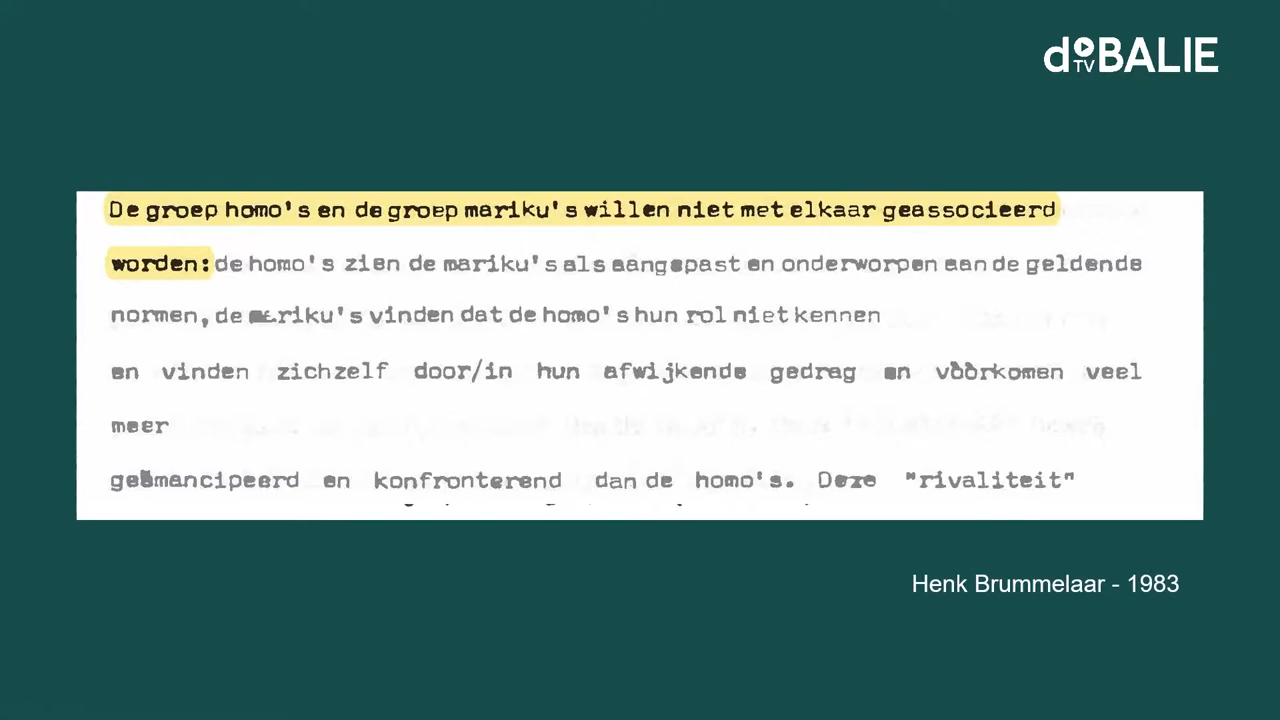 de BALIE TV
De groep homo's en de groep mariku's willen niet met elkaar geassocieerd
worden: de homo's zien de mariku's als aangepast en onderworpen aan de geldende
normen, de mariku's vinden dat de homo's hun rol niet kennen
en vinden zichzelf door/in hun afwijkende gedrag en vòòrkomen veel
meer
geëmancipeerd en konfronterend dan de homo's. Deze "rivaliteit"
Henk Brummelaar - 1983